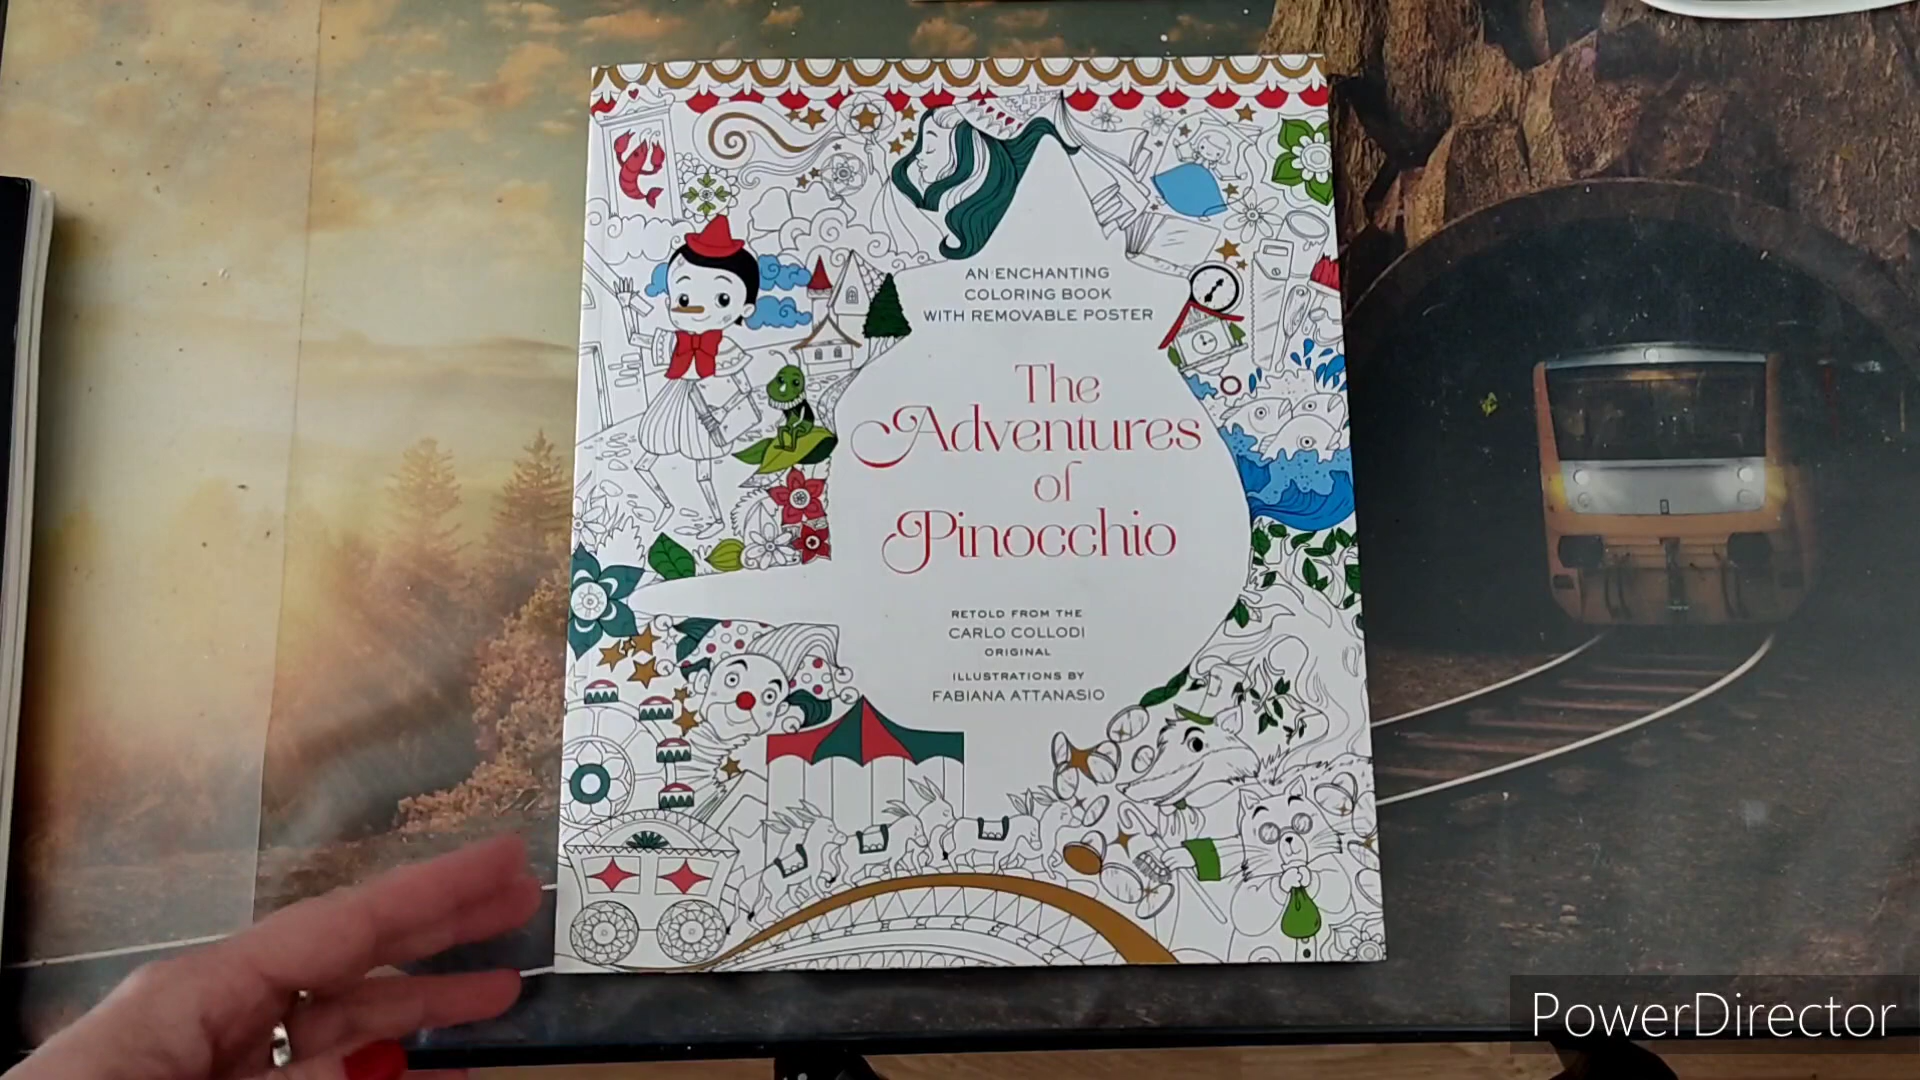 AN ENCHANTING
COLORING BOOK
WITH REMOVABLE POSTER
The
Adventures
of
Pinocchio
RETOLD FROM THE
CARLO COLLODI
ORIGINAL
ILLUSTRATIONS BY
FABIANA ATTANASIO
PowerDirector